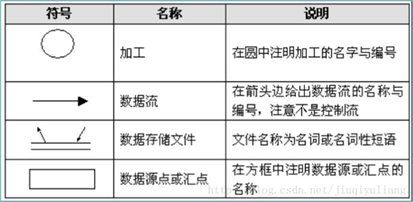 符号 名称 说明
加工 在圆中注明加工的名字与编号
数据流 在箭头边给出数据流的名称与
编号，注意不是控制流
数据存储文件 文件名称为名词或名词性短语
数据源点或汇点 在方框中注明数据源或汇点的
名称
http://blog.csdn.net/jiuqiyuliang